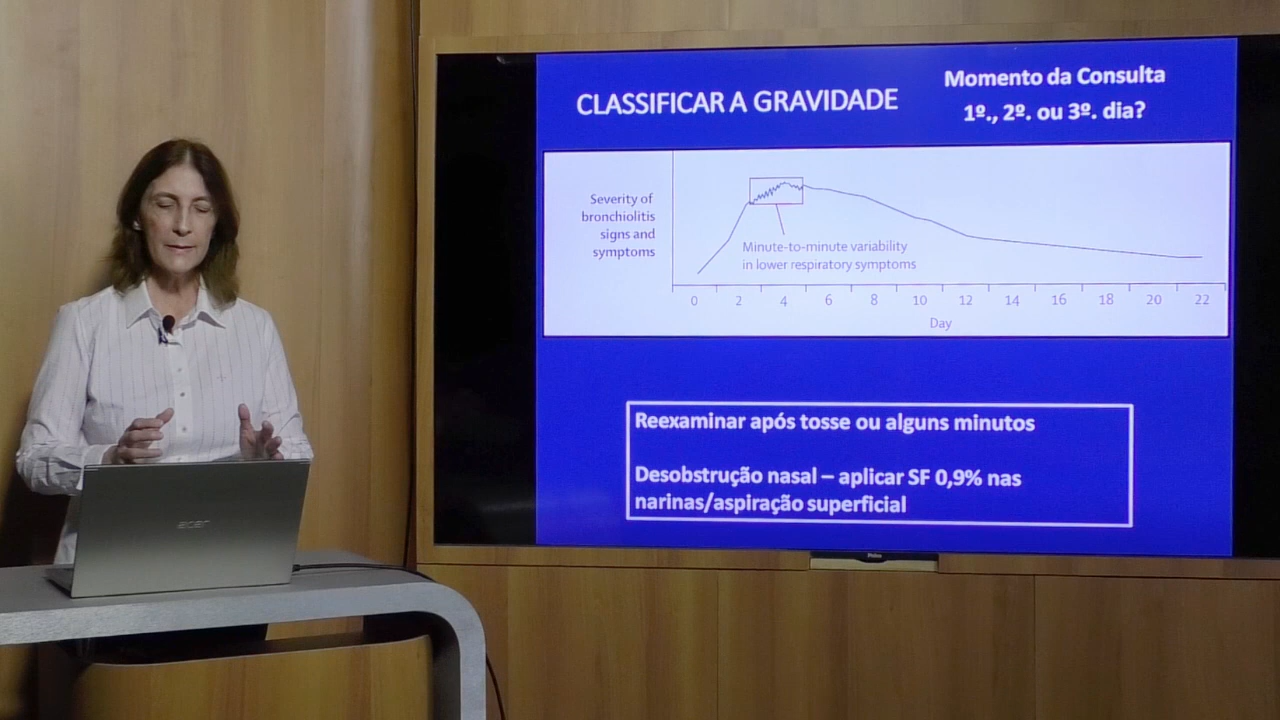 CLASSIFICAR A GRAVIDADE
Momento da Consulta
1º., 2º. ou 3º. dia?
Severity of
bronchiolitis
signs and
symptoms
Minute-to-minute variability
in lower respiratory symptoms
0 2 4 6 8 10 12 14 16 18 20 22
Day
Reexaminar após tosse ou alguns minutos
Desobstrução nasal – aplicar SF 0,9% nas
narinas/aspiração superficial
acer
Philco